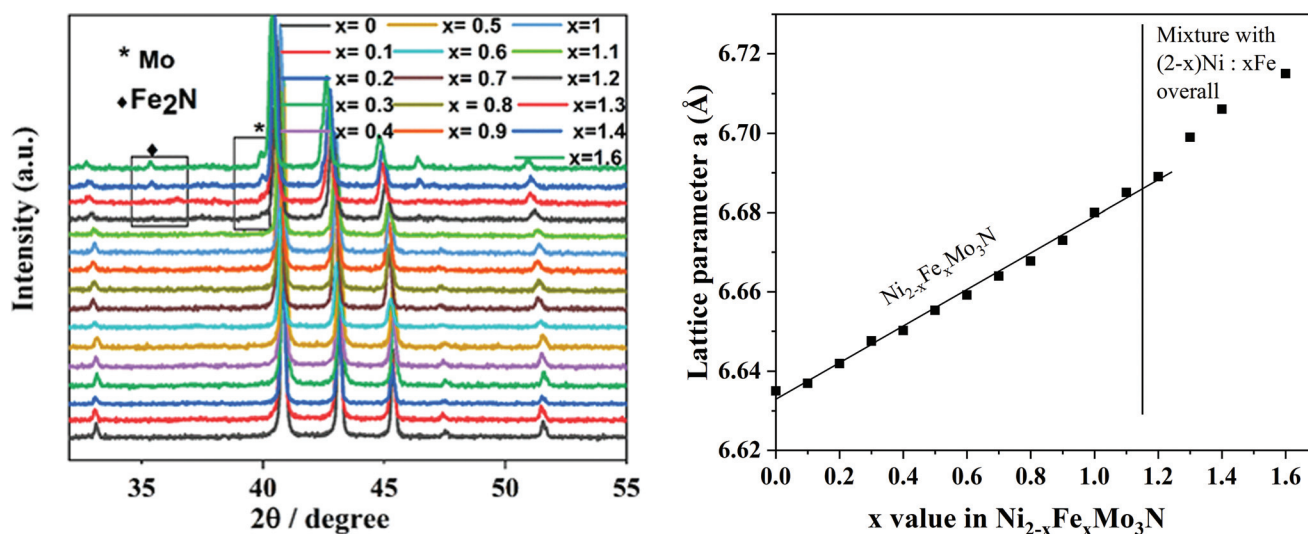 * Mo
♦Fe₂N
x= 0
x= 0.5
x=1
x= 0.1
x= 0.6
x=1.1
x= 0.2
x= 0.7
x=1.2
x= 0.3
x = 0.8
x=1.3
x= 0.4
x= 0.9
x=1.4
x=1.6
♦
*
Intensity (a.u.)
35
40
45
50
55
2θ / degree
Lattice parameter a (Å)
6.72
6.70
6.68
6.66
6.64
6.62
Mixture with
(2-x)Ni : xFe
overall
Ni₂₋ₓFeₓMo₃N
0.0
0.2
0.4
0.6
0.8
1.0
1.2
1.4
1.6
x value in Ni₂₋ₓFeₓMo₃N